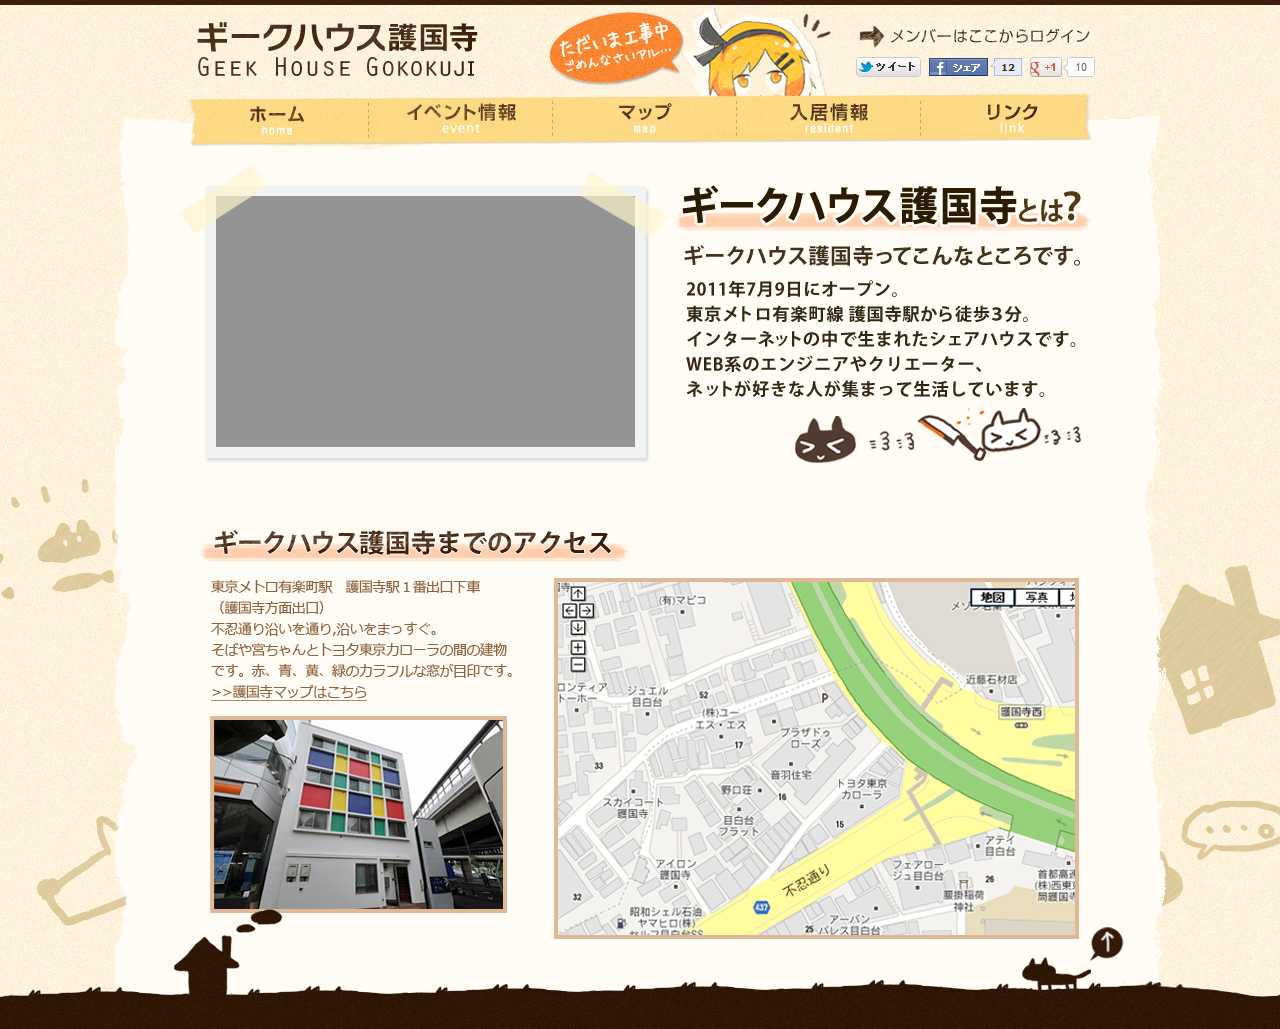 ギークハウス護国寺
GEEK HOUSE GOKOKUJI
ただいま工事中
ごめんなさいアル…
メンバーはここからログイン
ツイート
シェア 12
+1 10
ホーム
home
イベント情報
event
マップ
map
入居情報
resident
リンク
link
ギークハウス護国寺とは?
ギークハウス護国寺ってこんなところです。
2011年7月9日にオープン。
東京メトロ有楽町線 護国寺駅から徒歩3分。
インターネットの中で生まれたシェアハウスです。
WEB系のエンジニアやクリエーター、
ネットが好きな人が集まって生活しています。
ギークハウス護国寺までのアクセス
東京メトロ有楽町駅　護国寺駅１番出口下車
（護国寺方面出口）
不忍通り沿いを通り,沿いをまっすぐ。
そばや宮ちゃんとトヨタ東京カローラの間の建物
です。赤、青、黄、緑のカラフルな窓が目印です。
>>護国寺マップはこちら
地図
写真
(有)マピコ
近藤石材店
護国寺西
ロンティア
トーホー
ジュエル
目白台
52
P
(株)ユー
エス・エス
17
プラザドゥ
ローズ
33
音羽住宅
野口荘
16
トヨタ東京
カローラ
スカイコート
護国寺
目白台
フラット
15
アテイ
目白台
アイロン
護国寺
フェアロー
ジュ目白台
26
首都高速
(株)西東京
局護国寺
不忍通り
32
腰掛稲荷
神社
437
昭和シェル石油
ヤマヒロ(株)
セルフ目白台SS
25
アーバン
パレス目白台